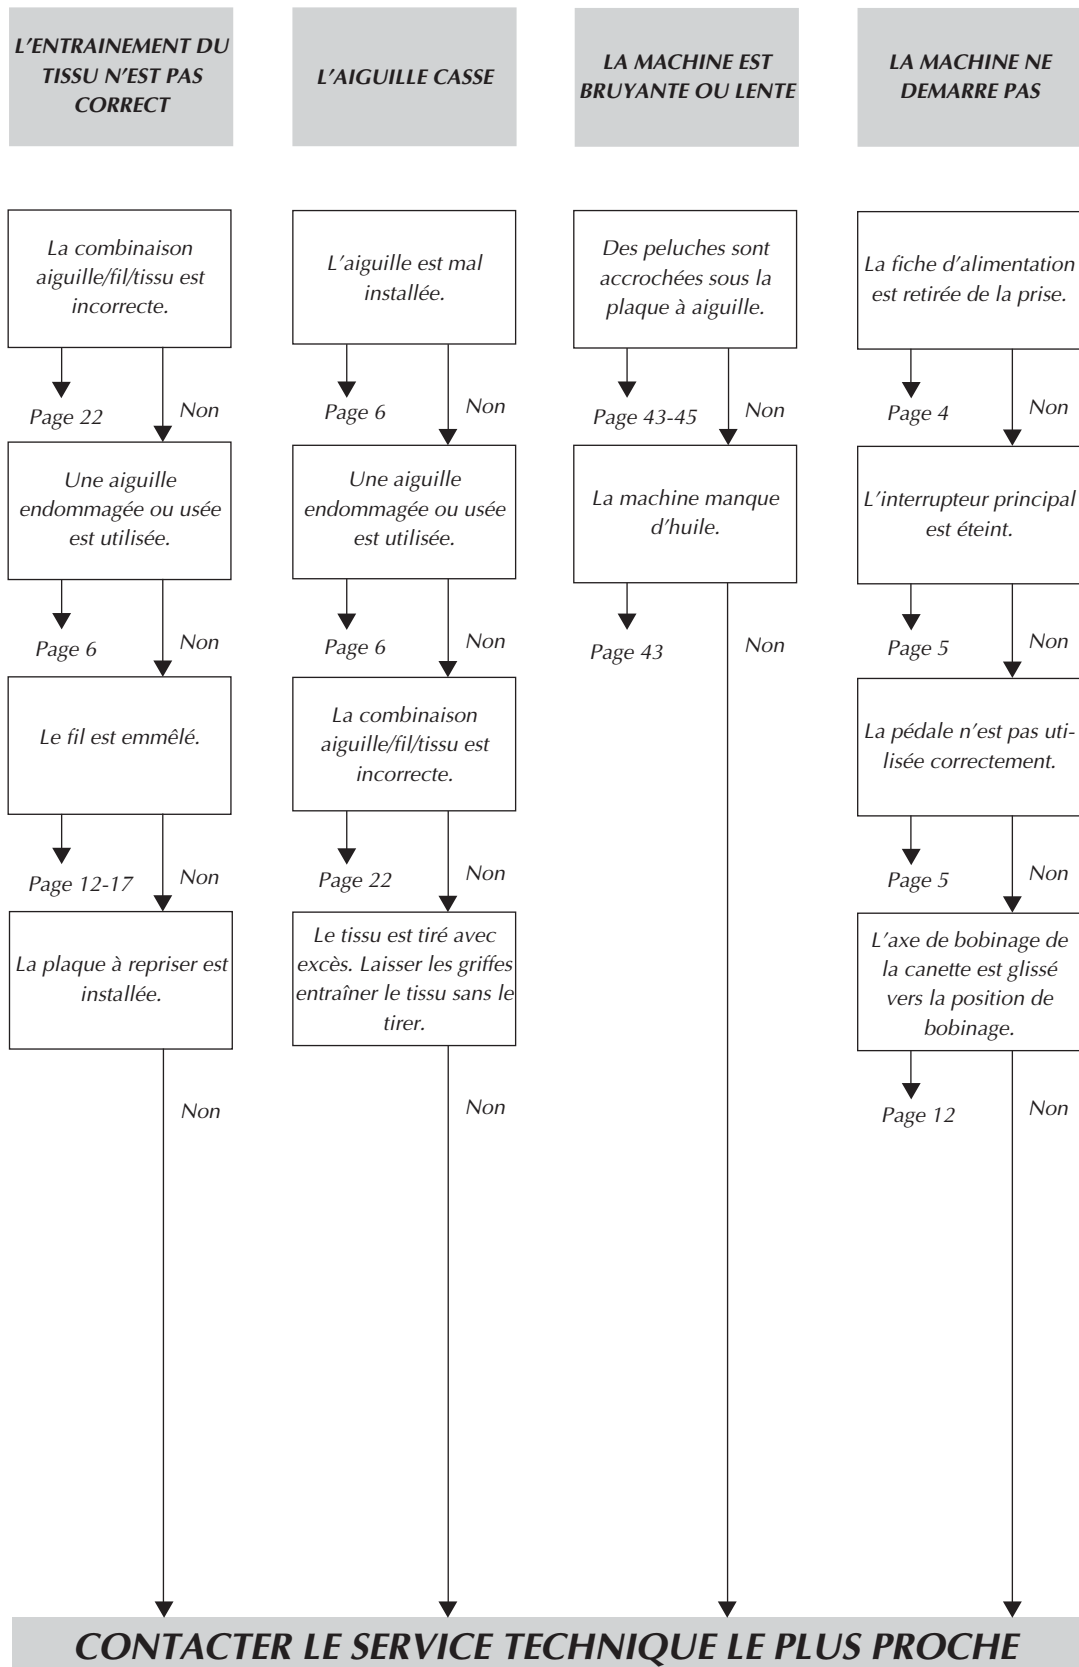 L'ENTRAINEMENT DU
TISSU N'EST PAS
CORRECT
La combinaison
aiguille/fil/tissu est
incorrecte.
Page 22
Non
Une aiguille
endommagée ou usée
est utilisée.
Page 6
Non
Le fil est emmêlé.
Page 12-17
Non
La plaque à repriser est
installée.
Non
L'AIGUILLE CASSE
L'aiguille est mal
installée.
Page 6
Non
Une aiguille
endommagée ou usée
est utilisée.
Page 6
Non
La combinaison
aiguille/fil/tissu est
incorrecte.
Page 22
Non
Le tissu est tiré avec
excès. Laisser les griffes
entraîner le tissu sans le
tirer.
Non
LA MACHINE EST
BRUYANTE OU LENTE
Des peluches sont
accrochées sous la
plaque à aiguille.
Page 43-45
Non
La machine manque
d'huile.
Page 43
Non
LA MACHINE NE
DEMARRE PAS
La fiche d'alimentation
est retirée de la prise.
Page 4
Non
L'interrupteur principal
est éteint.
Page 5
Non
La pédale n'est pas uti-
lisée correctement.
Page 5
Non
L'axe de bobinage de
la canette est glissé
vers la position de
bobinage.
Page 12
Non
CONTACTER LE SERVICE TECHNIQUE LE PLUS PROCHE